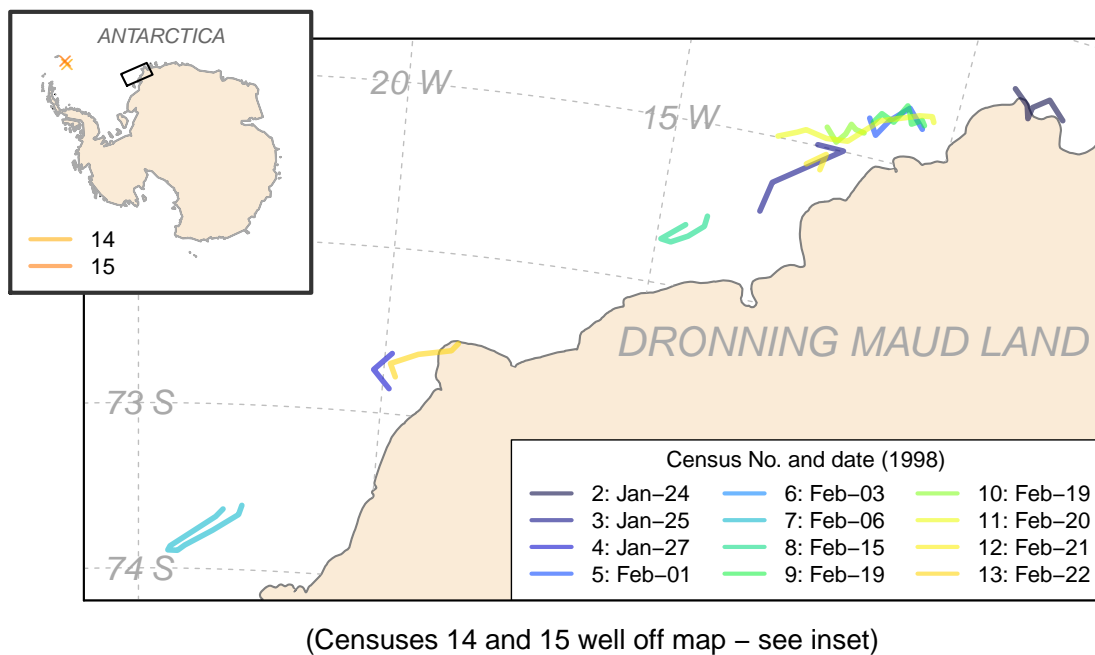 ANTARCTICA
14
15
20 W
15 W
DRONNING MAUD LAND
73 S
74 S
Census No. and date (1998)
2: Jan−24
3: Jan−25
4: Jan−27
5: Feb−01
6: Feb−03
7: Feb−06
8: Feb−15
9: Feb−19
10: Feb−19
11: Feb−20
12: Feb−21
13: Feb−22
(Censuses 14 and 15 well off map − see inset)